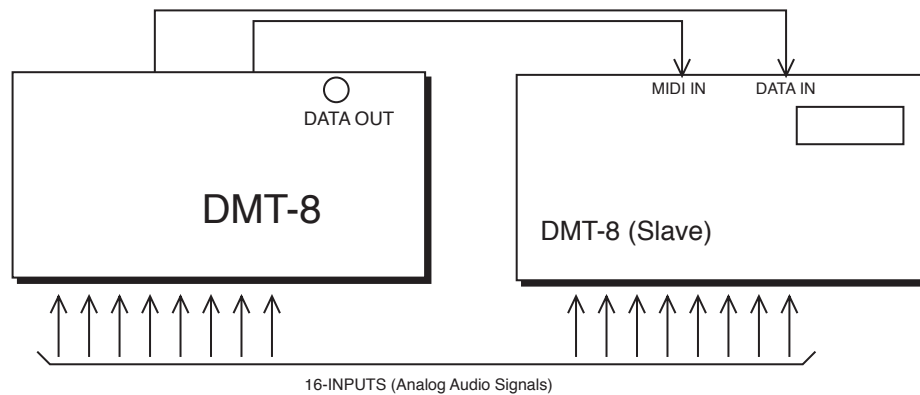 MIDI IN
DATA IN
DATA OUT
DMT-8
DMT-8 (Slave)
16-INPUTS (Analog Audio Signals)